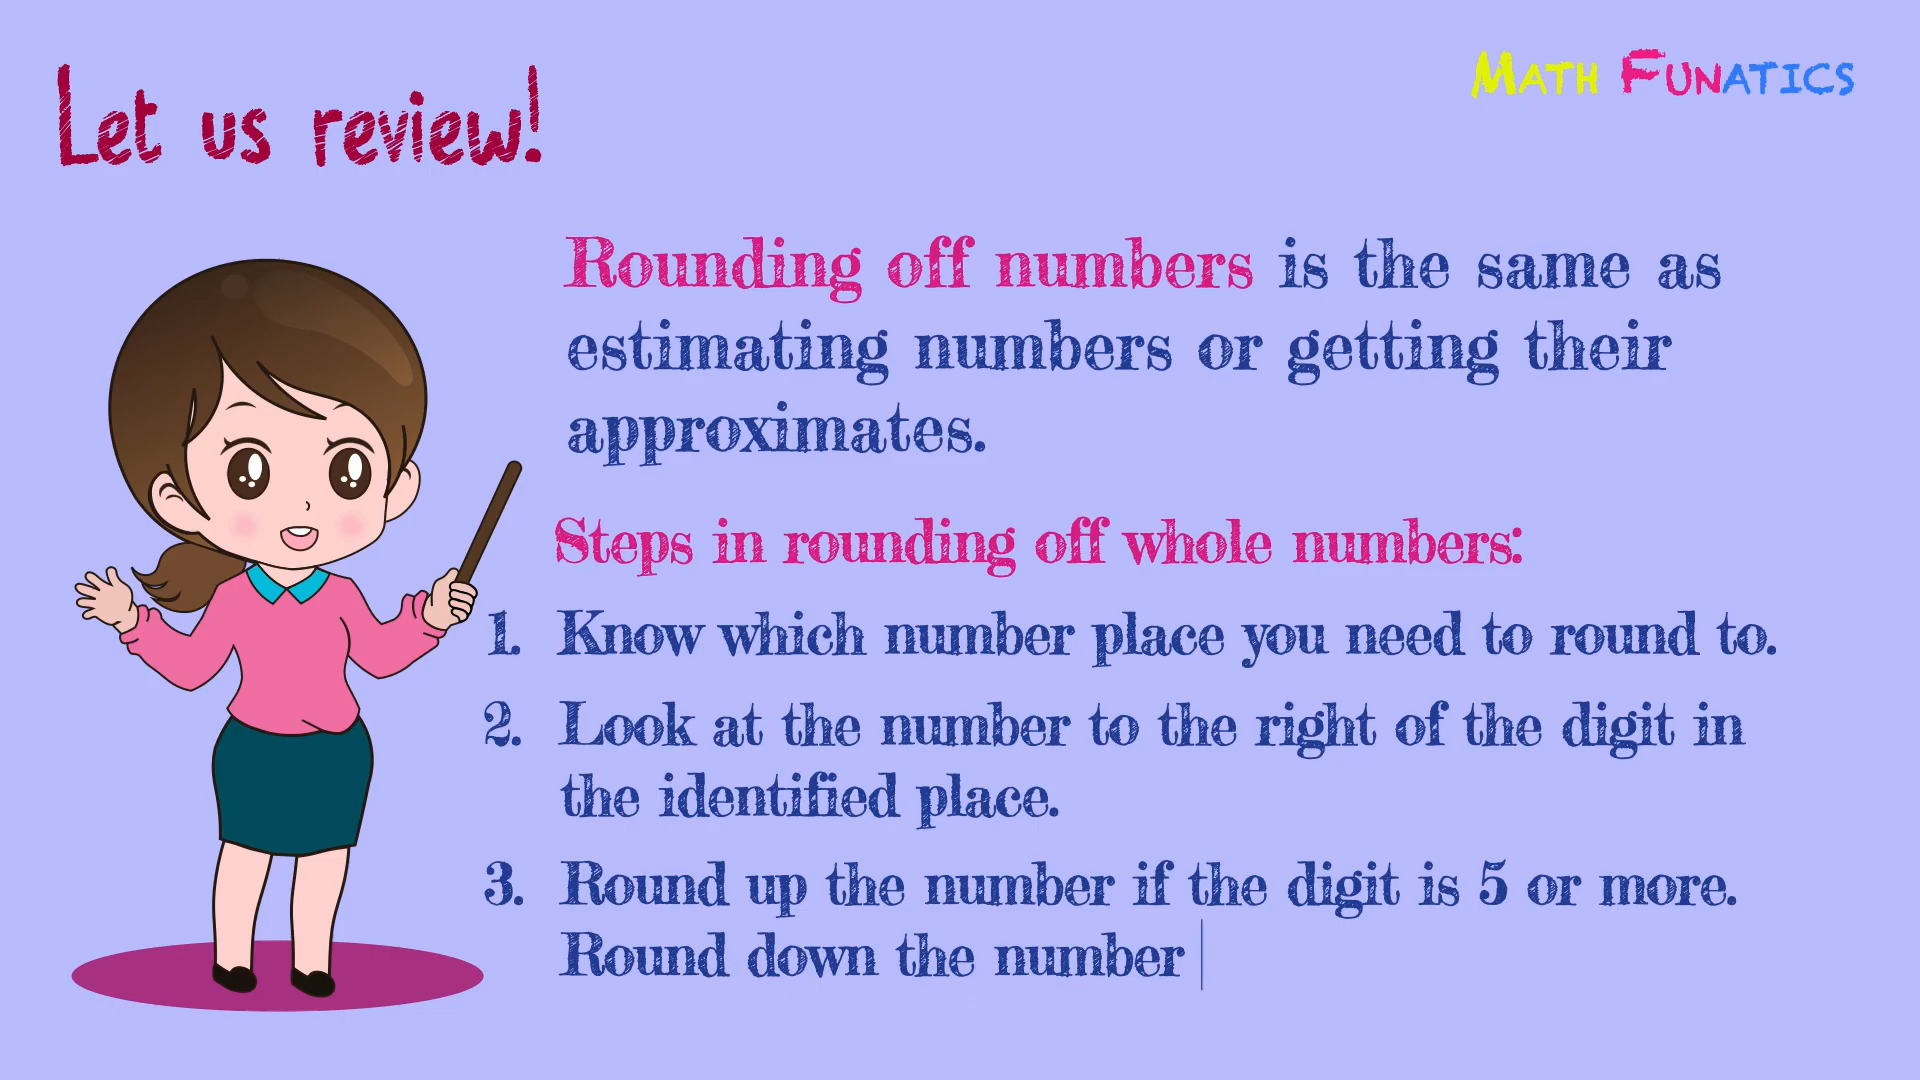 Let us review!
MATH FUNATICS
Rounding off numbers is the same as
estimating numbers or getting their
approximates.
Steps in rounding off whole numbers:
1. Know which number place you need to round to.
2. Look at the number to the right of the digit in
the identified place.
3. Round up the number if the digit is 5 or more.
Round down the number